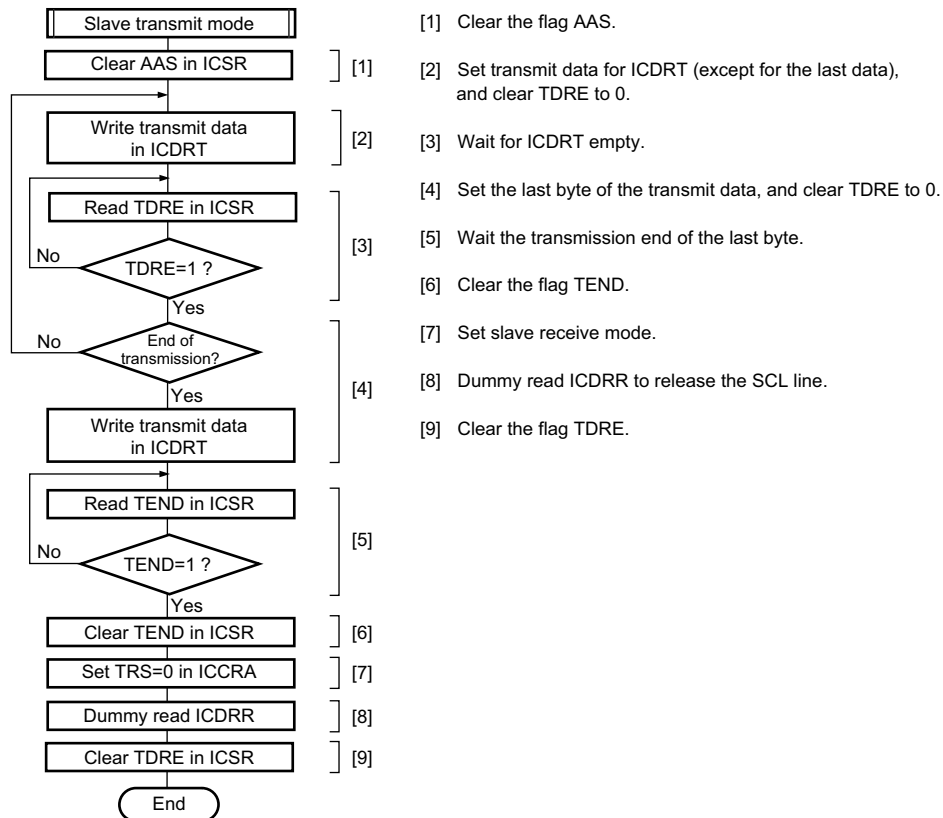 Slave transmit mode
Clear AAS in ICSR
[1]
Write transmit data
in ICDRT
[2]
Read TDRE in ICSR
No
TDRE=1 ?
[3]
Yes
No
End of
transmission?
[4]
Yes
Write transmit data
in ICDRT
Read TEND in ICSR
No
TEND=1 ?
[5]
Yes
Clear TEND in ICSR
[6]
Set TRS=0 in ICCRA
[7]
Dummy read ICDRR
[8]
Clear TDRE in ICSR
[9]
End
[1] Clear the flag AAS.
[2] Set transmit data for ICDRT (except for the last data),
and clear TDRE to 0.
[3] Wait for ICDRT empty.
[4] Set the last byte of the transmit data, and clear TDRE to 0.
[5] Wait the transmission end of the last byte.
[6] Clear the flag TEND.
[7] Set slave receive mode.
[8] Dummy read ICDRR to release the SCL line.
[9] Clear the flag TDRE.